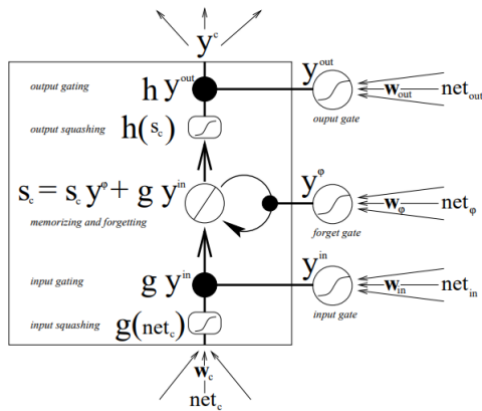 y^c
output gating
h y^out
y^out
w_out
net_out
ouput gate
output squashing
h(s_c)
s_c = s_c y^φ + g y^in
memorizing and forgetting
y^φ
w_φ
net_φ
forget gate
input gating
g y^in
y^in
w_in
net_in
input gate
input squashing
g(net_c)
w_c
net_c